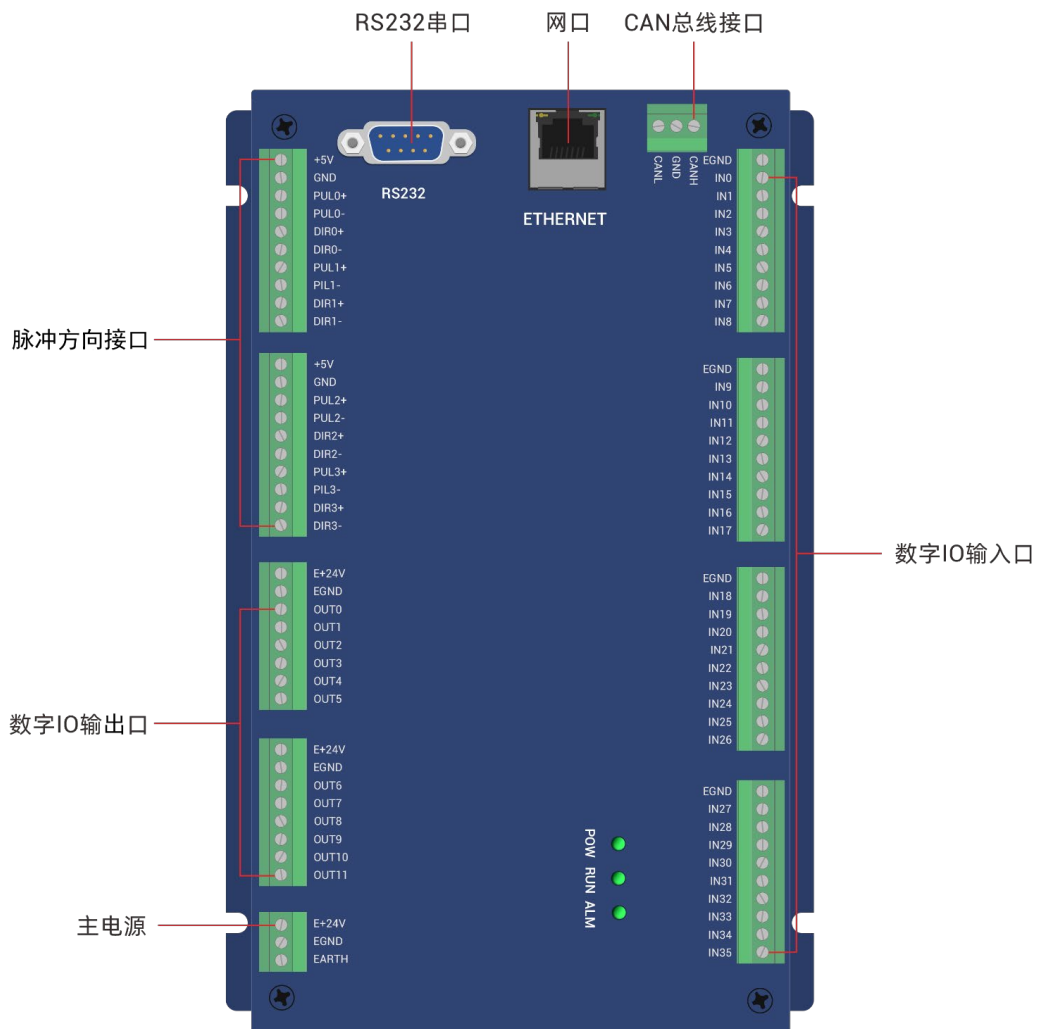 RS232串口
网口
CAN总线接口
RS232
ETHERNET
CANL
GND
CANH
脉冲方向接口
+5V
GND
PUL0+
PUL0-
DIR0+
DIR0-
PUL1+
PIL1-
DIR1+
DIR1-
+5V
GND
PUL2+
PUL2-
DIR2+
DIR2-
PUL3+
PIL3-
DIR3+
DIR3-
数字IO输出口
E+24V
EGND
OUT0
OUT1
OUT2
OUT3
OUT4
OUT5
E+24V
EGND
OUT6
OUT7
OUT8
OUT9
OUT10
OUT11
主电源
E+24V
EGND
EARTH
EGND
IN0
IN1
IN2
IN3
IN4
IN5
IN6
IN7
IN8
EGND
IN9
IN10
IN11
IN12
IN13
IN14
IN15
IN16
IN17
数字IO输入口
EGND
IN18
IN19
IN20
IN21
IN22
IN23
IN24
IN25
IN26
EGND
IN27
IN28
IN29
IN30
IN31
IN32
IN33
IN34
IN35
POW
RUN
ALM